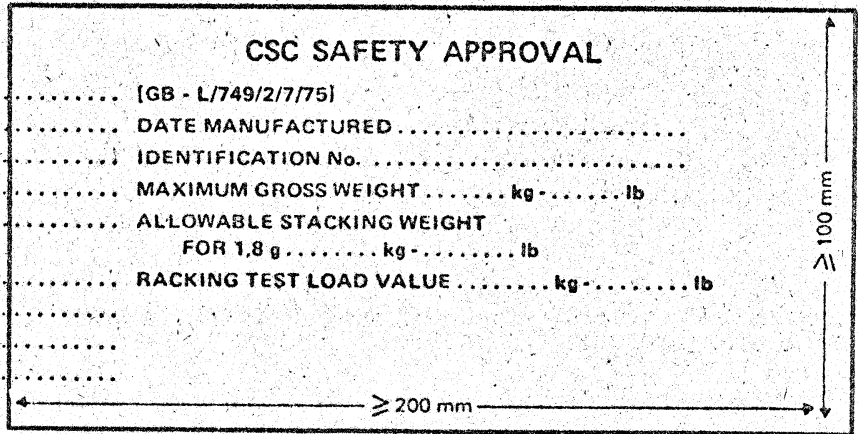 CSC SAFETY APPROVAL
.......... [GB - L/749/2/7/75]
.......... DATE MANUFACTURED..........................
.......... IDENTIFICATION No. ............................
.......... MAXIMUM GROSS WEIGHT........kg-.......lb
.......... ALLOWABLE STACKING WEIGHT
FOR 1,8 g........kg-.........lb
.......... RACKING TEST LOAD VALUE........kg-........lb
..........
..........
..........
≥ 100 mm
≥ 200 mm